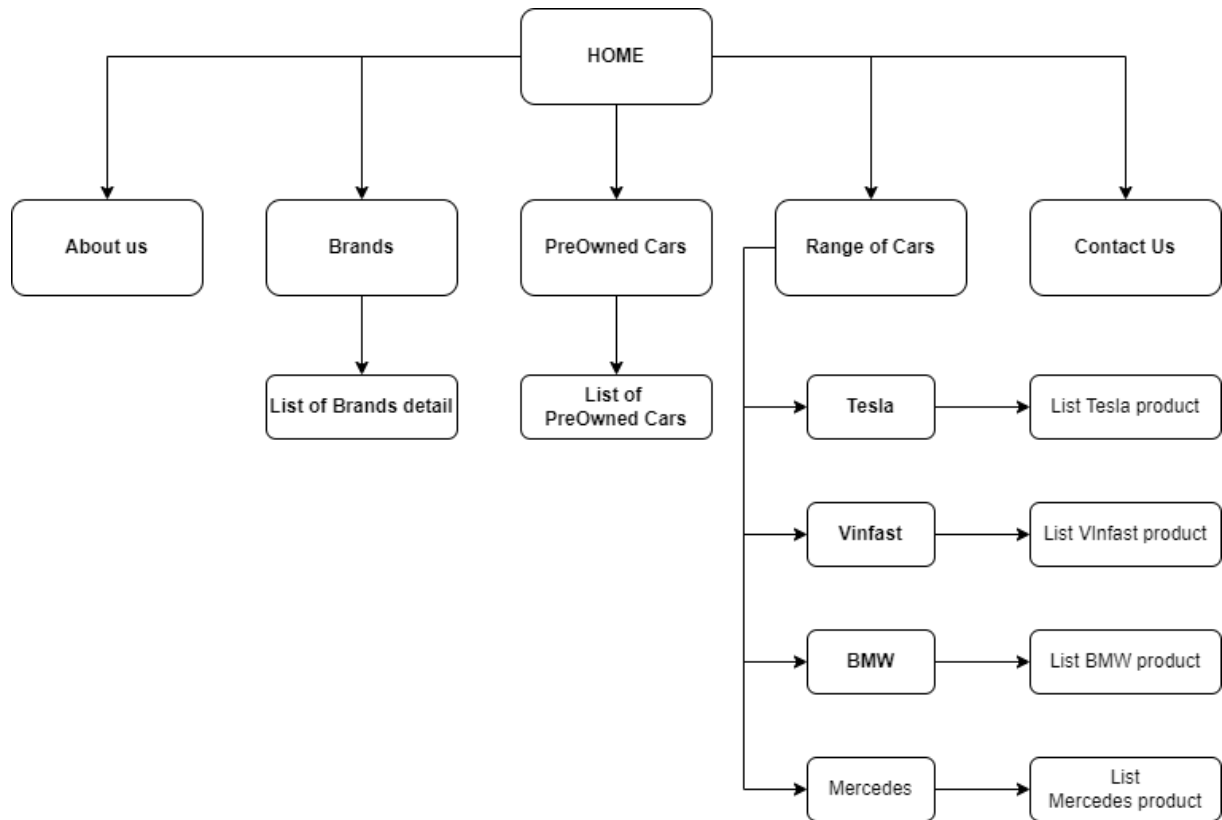 HOME
About us
Brands
PreOwned Cars
Range of Cars
Contact Us
List of Brands detail
List of
PreOwned Cars
Tesla
List Tesla product
Vinfast
List VInfast product
BMW
List BMW product
Mercedes
List
Mercedes product